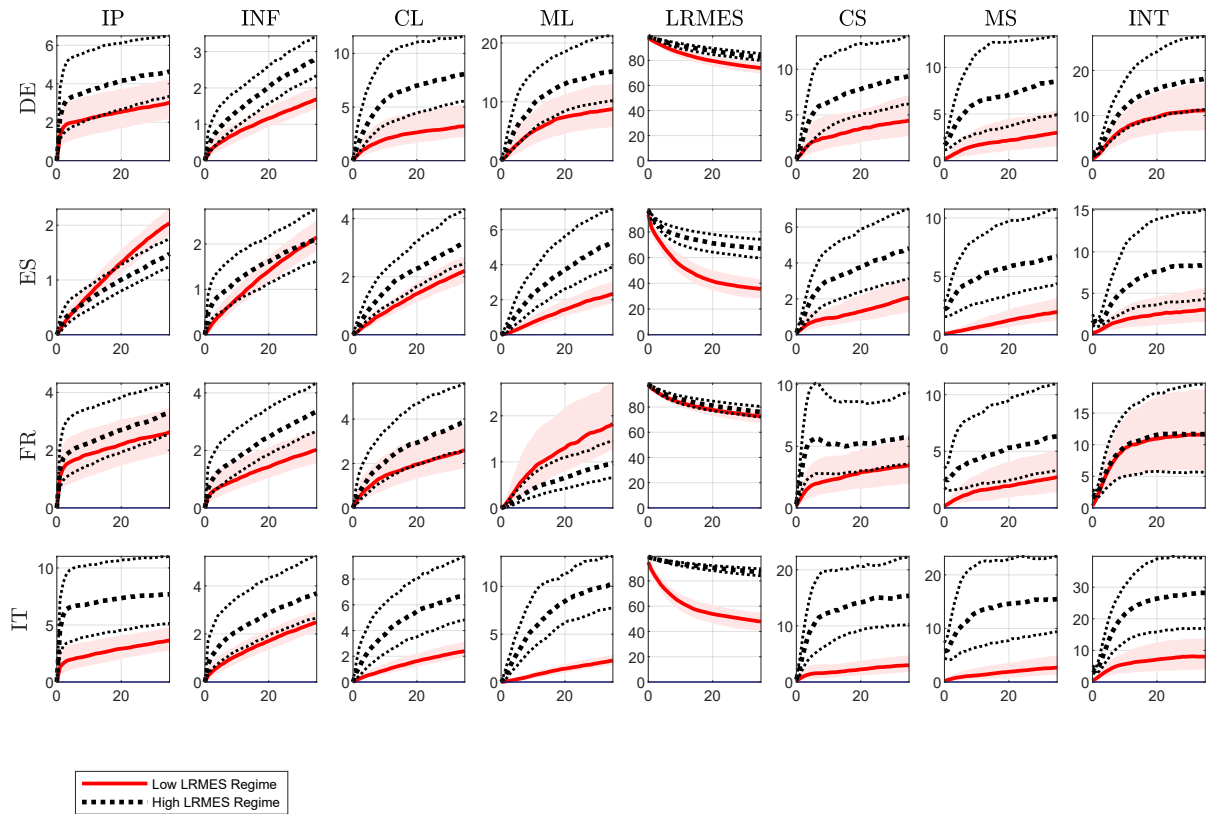 IP INF CL ML LRMES CS MS INT
DE
6 4 2 0 0 20
3 2 1 0 0 20
10 5 0 0 20
20 10 0 0 20
80 60 40 20 0 0 20
10 5 0 0 20
10 5 0 0 20
20 10 0 0 20
ES
2 1 0 0 20
2 1 0 0 20
4 2 0 0 20
6 4 2 0 0 20
80 60 40 20 0 0 20
6 4 2 0 0 20
10 5 0 0 20
15 10 5 0 0 20
FR
4 2 0 0 20
4 2 0 0 20
4 2 0 0 20
2 1 0 0 20
80 60 40 20 0 0 20
10 5 0 0 20
10 5 0 0 20
15 10 5 0 0 20
IT
10 5 0 0 20
4 2 0 0 20
8 6 4 2 0 0 20
10 5 0 0 20
80 60 40 20 0 0 20
20 10 0 0 20
20 10 0 0 20
30 20 10 0 0 20
Low LRMES Regime
High LRMES Regime